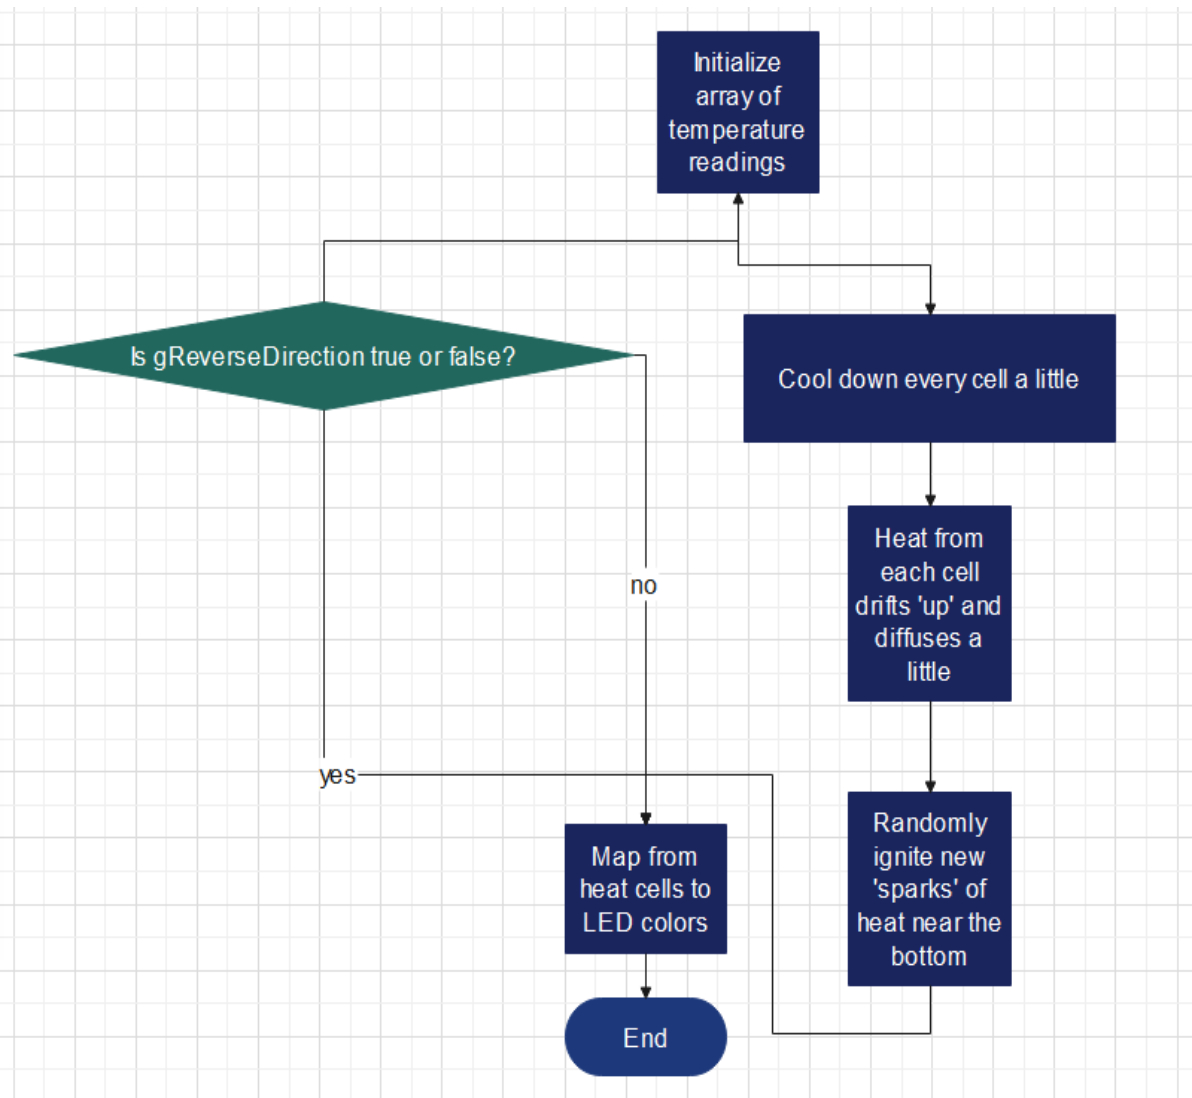 Initialize
array of
temperature
readings
Is gReverseDirection true or false?
Cool down every cell a little
Heat from
each cell
drifts 'up' and
diffuses a
little
no
yes
Map from
heat cells to
LED colors
Randomly
ignite new
'sparks' of
heat near the
bottom
End